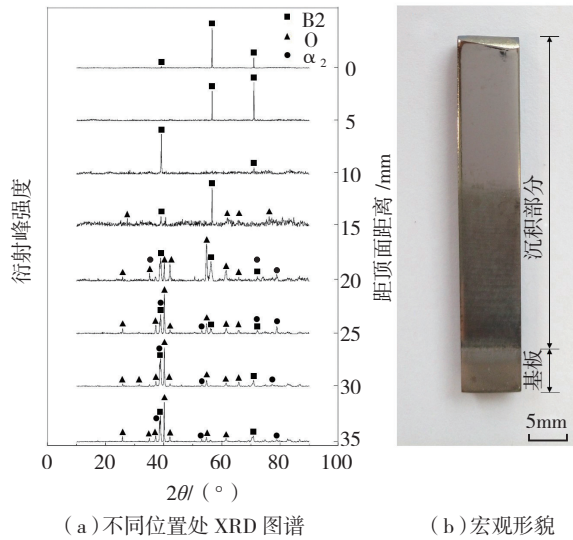 (a)
■ B2
▲ O
● α₂
衍射峰强度
距顶面距离 /mm
0
5
10
15
20
25
30
35
0 20 40 60 80 100
2θ/(°)
(a)不同位置处 XRD 图谱
(b)
沉积部分
基板
5mm
(b)宏观形貌